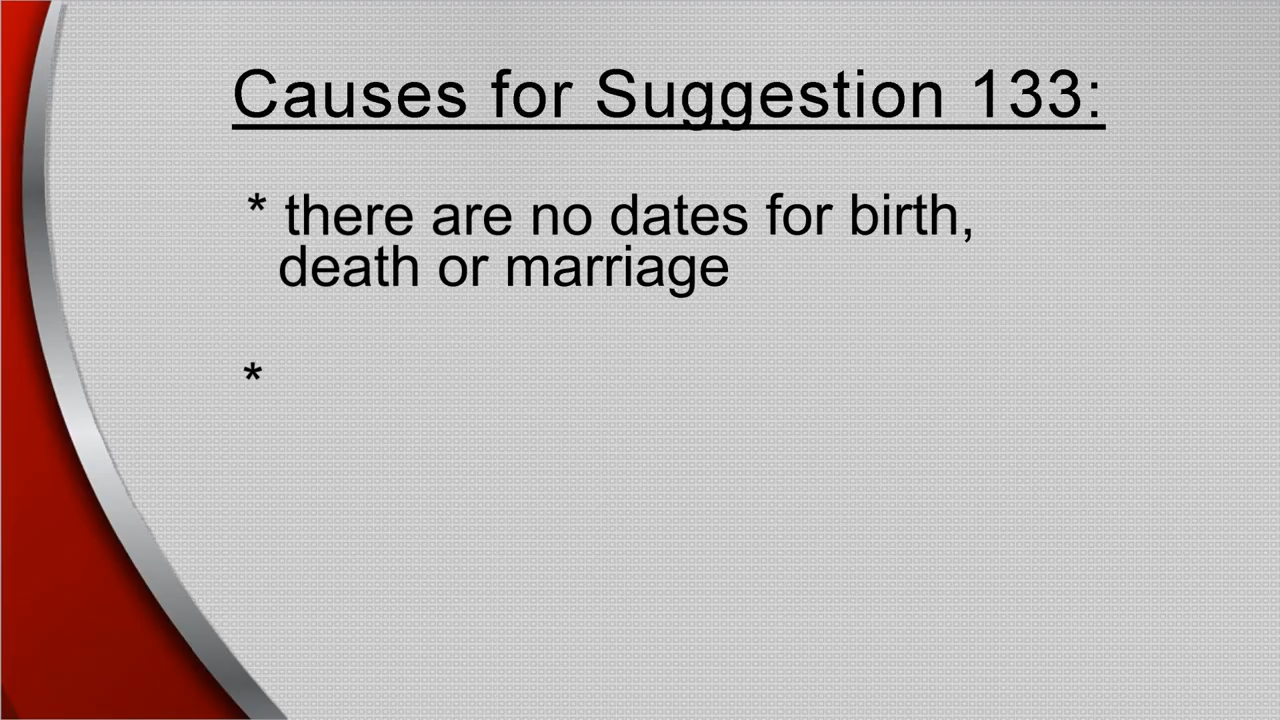 Causes for Suggestion 133:
* there are no dates for birth,
death or marriage
*